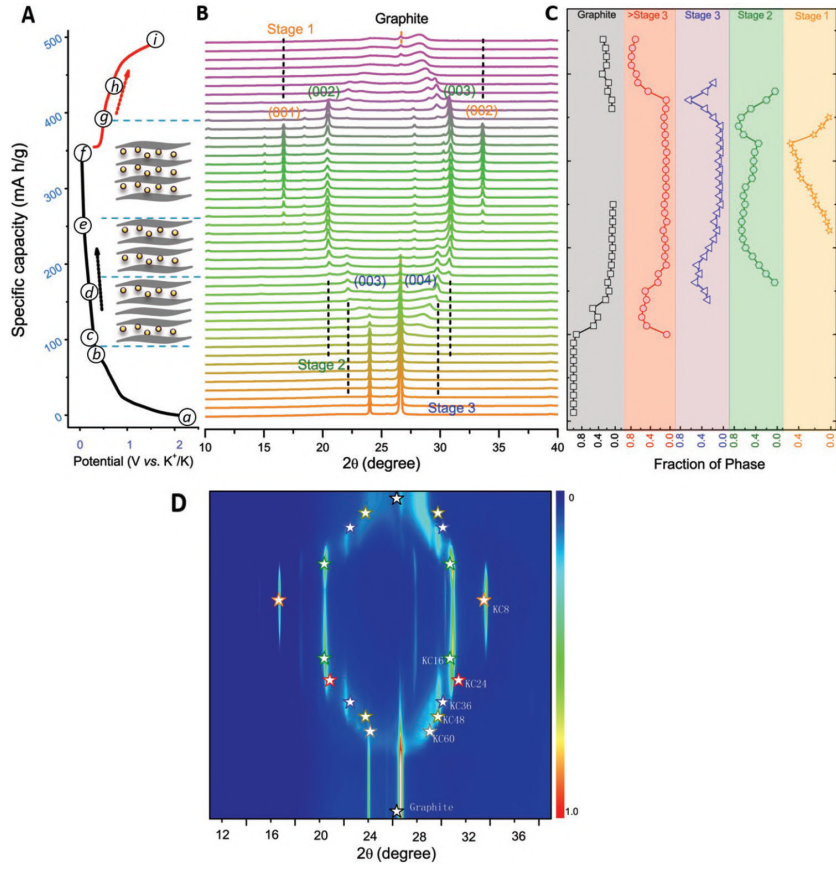 A
B
C
Graphite
Stage 1
Graphite >Stage 3 Stage 3 Stage 2 Stage 1
500
400
300
200
100
0
Specific capacity (mA h/g)
i
h
g
f
e
d
c
b
a
0 1 2
Potential (V vs. K⁺/K)
(002)
(003)
(001)
(002)
(003)
(004)
Stage 2
Stage 3
10 15 20 25 30 35 40
2θ (degree)
0.8 0.4 0.0 0.8 0.4 0.0 0.8 0.4 0.0 0.8 0.4 0.0 0.4 0.0
Fraction of Phase
D
0
KC8
KC16
KC24
KC36
KC48
KC60
Graphite
1.0
12 16 20 24 28 32 36
2θ (degree)